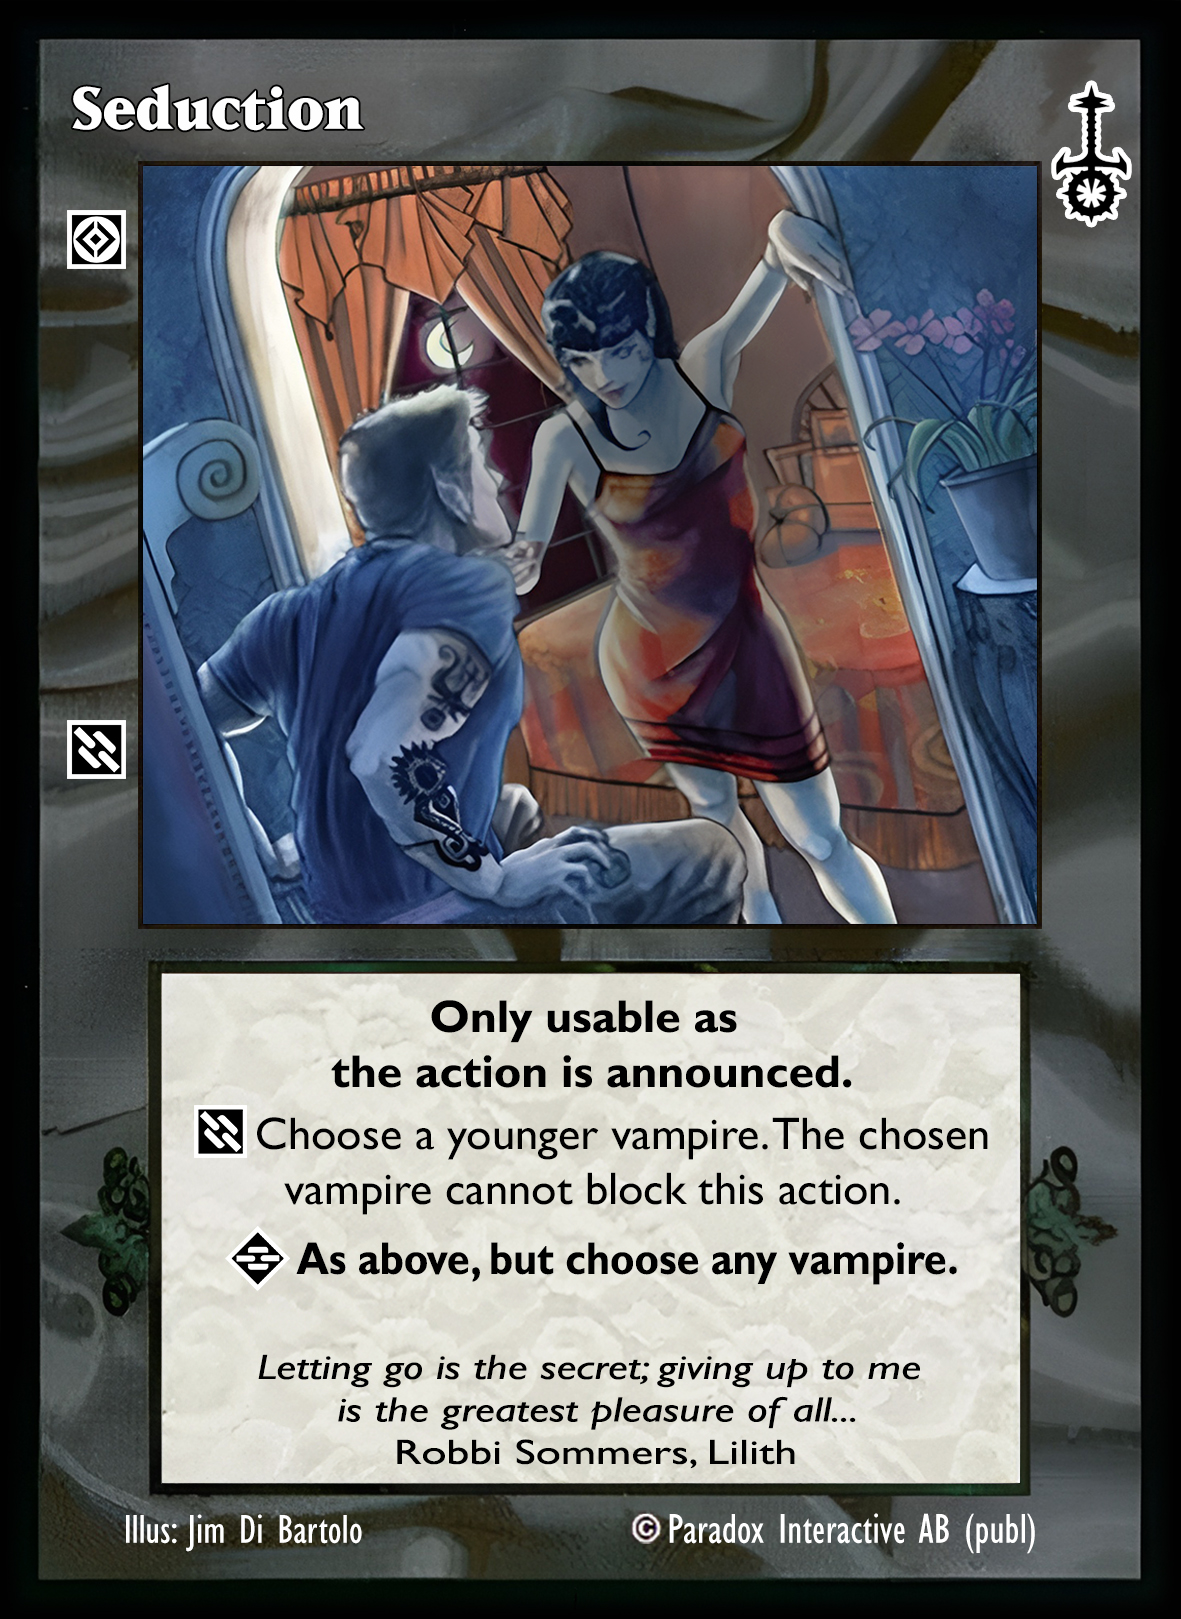 Seduction
Only usable as
the action is announced.
Choose a younger vampire. The chosen
vampire cannot block this action.
As above, but choose any vampire.
Letting go is the secret; giving up to me
is the greatest pleasure of all...
Robbi Sommers, Lilith
Illus: Jim Di Bartolo
© Paradox Interactive AB (publ)